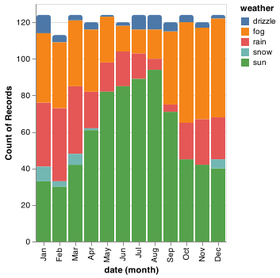 weather
drizzle
fog
rain
snow
sun
Count of Records
120
100
80
60
40
20
0
Jan Feb Mar Apr May Jun Jul Aug Sep Oct Nov Dec
date (month)